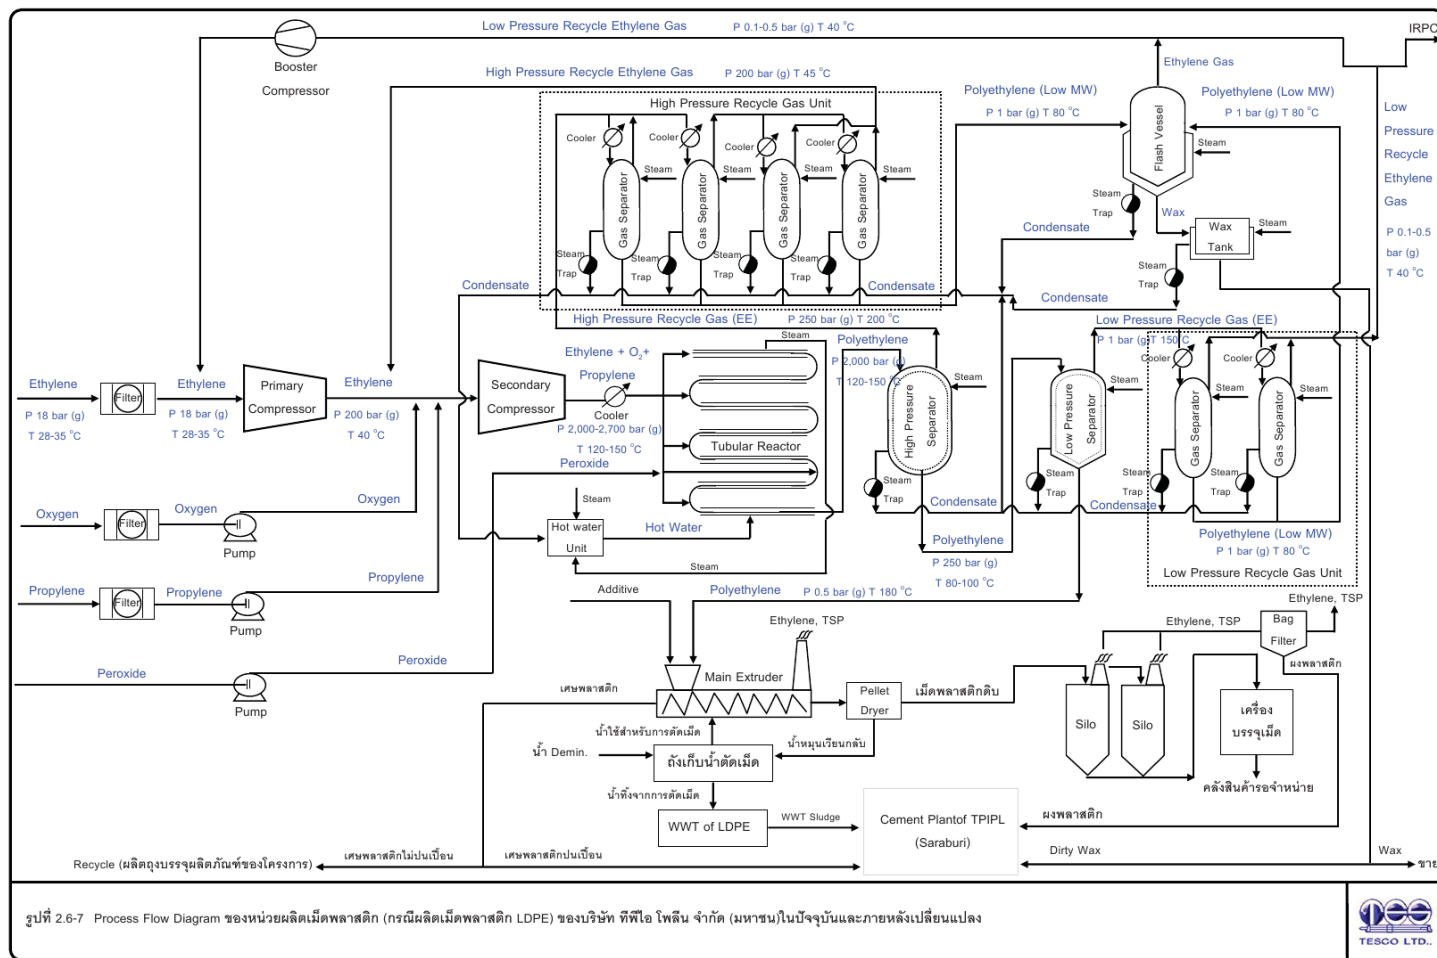 Low Pressure Recycle Ethylene Gas
P 0.1-0.5 bar (g) T 40 °C
IRPC
Booster
Compressor
Ethylene Gas
High Pressure Recycle Ethylene Gas
P 200 bar (g) T 45 °C
Polyethylene (Low MW)
P 1 bar (g) T 80 °C
Polyethylene (Low MW)
P 1 bar (g) T 80 °C
High Pressure Recycle Gas Unit
Cooler
Cooler
Cooler
Cooler
Flash Vessel
Steam
Low
Pressure
Recycle
Ethylene
Gas
P 0.1-0.5
bar (g)
T 40 °C
Steam
Steam
Steam
Steam
Gas Separator
Gas Separator
Gas Separator
Gas Separator
Steam
Trap
Wax
Wax
Tank
Steam
Steam
Trap
Steam
Trap
Steam
Trap
Steam
Trap
Steam
Trap
Condensate
Condensate
Condensate
Condensate
High Pressure Recycle Gas (EE)
P 250 bar (g) T 200 °C
Steam
Polyethylene
P 2,000 bar (g)
T 120-150 °C
Low Pressure Recycle Gas (EE)
P 1 bar (g) T 150 °C
Ethylene + O2+
Propylene
Cooler
P 2,000-2,700 bar (g)
T 120-150 °C
Ethylene
P 18 bar (g)
T 28-35 °C
Filter
Ethylene
P 18 bar (g)
T 28-35 °C
Primary
Compressor
Ethylene
P 200 bar (g)
T 40 °C
Secondary
Compressor
Tubular Reactor
High Pressure
Separator
Steam
Low Pressure
Separator
Steam
Cooler
Cooler
Gas Separator
Gas Separator
Steam
Steam
Steam
Trap
Steam
Trap
Steam
Trap
Steam
Trap
Peroxide
Oxygen
Filter
Oxygen
Pump
Oxygen
Steam
Hot water
Unit
Hot Water
Steam
Condensate
Condensate
Polyethylene
P 250 bar (g)
T 80-100 °C
Polyethylene (Low MW)
P 1 bar (g) T 80 °C
Low Pressure Recycle Gas Unit
Propylene
Filter
Propylene
Pump
Propylene
Additive
Polyethylene
P 0.5 bar (g) T 180 °C
Ethylene, TSP
Ethylene, TSP
Bag
Filter
Ethylene, TSP
ผงพลาสติก
Peroxide
Pump
Peroxide
เศษพลาสติก
Main Extruder
Pellet
Dryer
เม็ดพลาสติกดิบ
Silo
Silo
เครื่อง
บรรจุเม็ด
น้ำใช้สำหรับการตัดเม็ด
น้ำหมุนเวียนกลับ
น้ำ Demin.
ถังเก็บน้ำตัดเม็ด
คลังสินค้ารอจำหน่าย
น้ำทิ้งจากการตัดเม็ด
WWT of LDPE
WWT Sludge
Cement Plantof TPIPL
(Saraburi)
ผงพลาสติก
Dirty Wax
Wax
ขาย
Recycle (ผลิตถุงบรรจุผลิตภัณฑ์ของโครงการ)
เศษพลาสติกไม่ปนเปื้อน
เศษพลาสติกปนเปื้อน
รูปที่ 2.6-7 Process Flow Diagram ของหน่วยผลิตเม็ดพลาสติก (กรณีผลิตเม็ดพลาสติก LDPE) ของบริษัท ทีพีไอ โพลีน จำกัด (มหาชน)ในปัจจุบันและภายหลังเปลี่ยนแปลง
TESCO LTD..